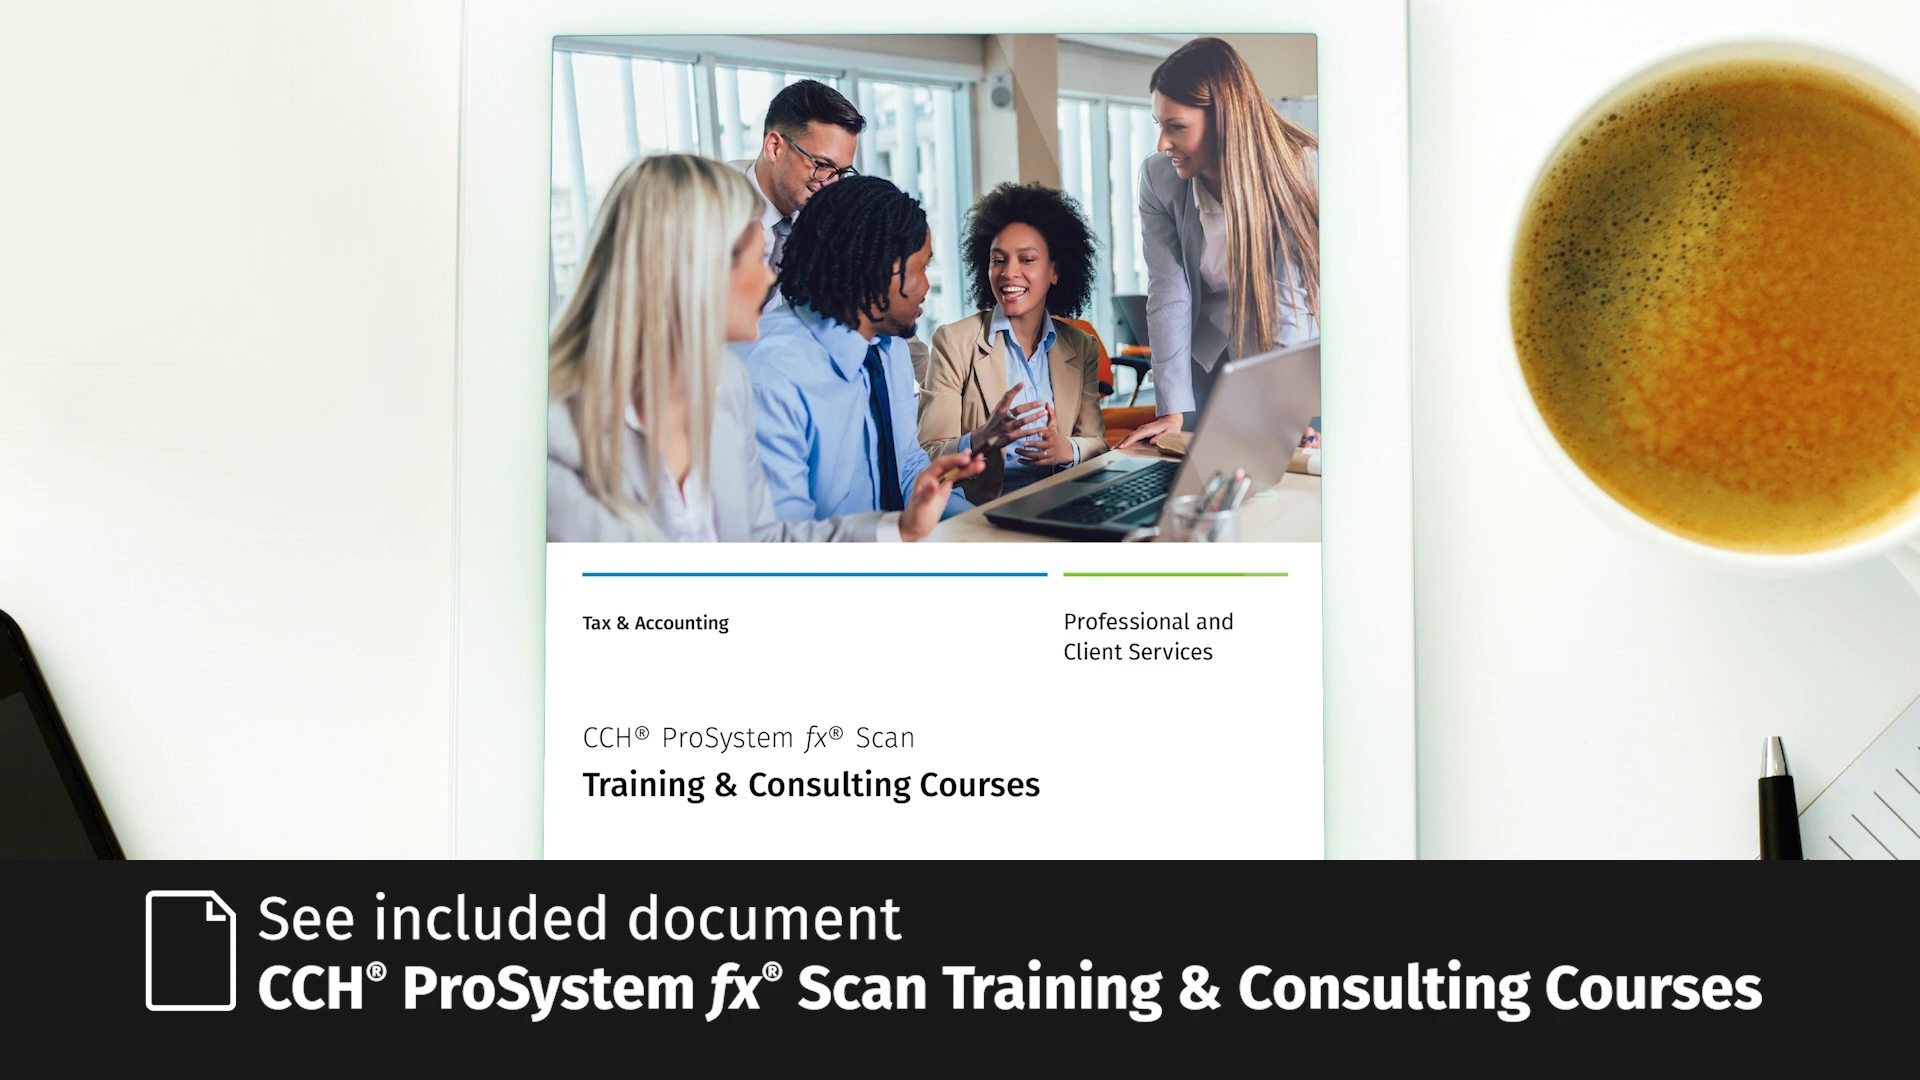 Tax & Accounting
Professional and
Client Services
CCH® ProSystem fx® Scan
Training & Consulting Courses
See included document
CCH® ProSystem fx® Scan Training & Consulting Courses